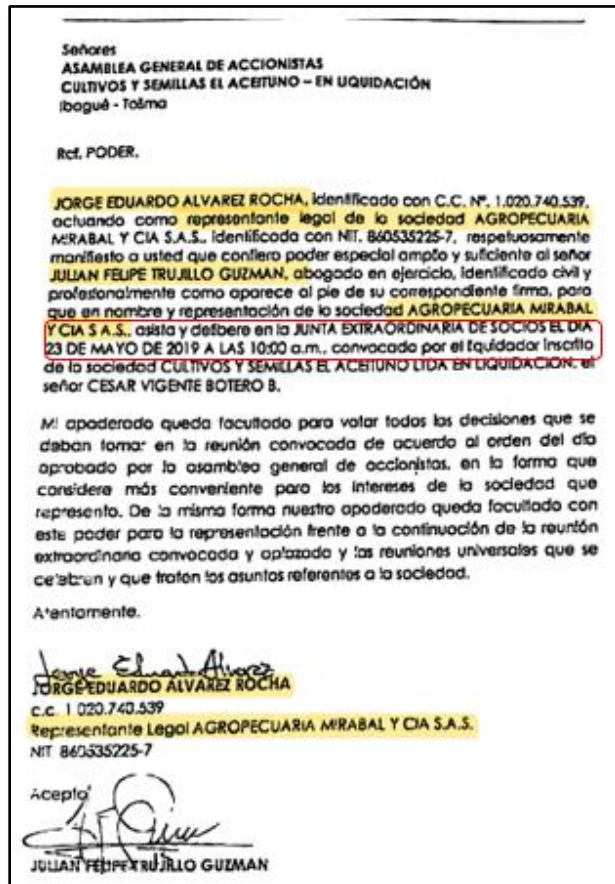 Señores
ASAMBLEA GENERAL DE ACCIONISTAS
CULTIVOS Y SEMILLAS EL ACEITUNO – EN LIQUIDACIÓN
Ibagué - Tolima
Ref. PODER.
JORGE EDUARDO ALVAREZ ROCHA, identificado con C.C. Nº. 1.020.740.539,
actuando como representante legal de la sociedad AGROPECUARIA
MIRABAL Y CIA S.A.S., identificada con NIT. 860535225-7, respetuosamente
manifiesto a usted que confiero poder especial amplio y suficiente al señor
JULIAN FELIPE TRUJILLO GUZMAN, abogado en ejercicio, identificado civil y
profesionalmente como aparece al pie de su correspondiente firma, para
que en nombre y representación de la sociedad AGROPECUARIA MIRABAL
Y CIA S A S., asista y delibere en la JUNTA EXTRAORDINARIA DE SOCIOS EL DIA
23 DE MAYO DE 2019 A LAS 10:00 a.m., convocado por el liquidador inscrito
de la sociedad CULTIVOS Y SEMILLAS EL ACEITUNO LTDA EN LIQUIDACION, el
señor CESAR VIGENTE BOTERO B.
Mi apoderado queda facultado para votar todas las decisiones que se
deban tomar en la reunión convocada de acuerdo al orden del día
aprobado por la asamblea general de accionistas, en la forma que
considere más conveniente para los intereses de la sociedad que
represento. De la misma forma nuestro apoderado queda facultado con
este poder para la representación frente a la continuación de la reunión
extraordinaria convocada y aplazada y las reuniones universales que se
celebren y que traten los asuntos referentes a la sociedad.
Atentamente.
Jorge Eduardo Alvarez
JORGE EDUARDO ALVAREZ ROCHA
c.c. 1 020.740.539
Representante Legal AGROPECUARIA MIRABAL Y CIA S.A.S.
NIT 860535225-7
Acepto
JULIAN FELIPE TRUJILLO GUZMAN